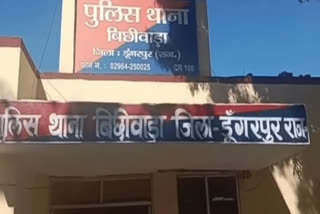 पुलिस थाना
बिछीवाड़ा
जिला : डूंगरपुर (राज.)
फोन नं. : 02964-250025
पुलिस थाना बिछीवाड़ा जिला-डूँगरपुर राज.